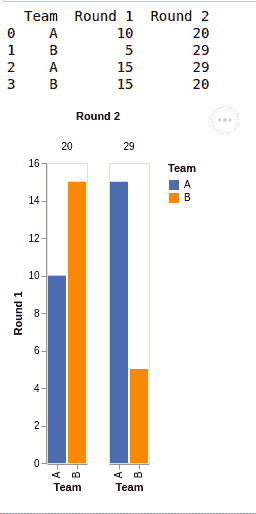 Team Round 1 Round 2
0 A 10 20
1 B 5 29
2 A 15 29
3 B 15 20
Round 2
20 29
Team
A
B
16
14
12
10
8
6
4
2
0
Round 1
A B A B
Team Team